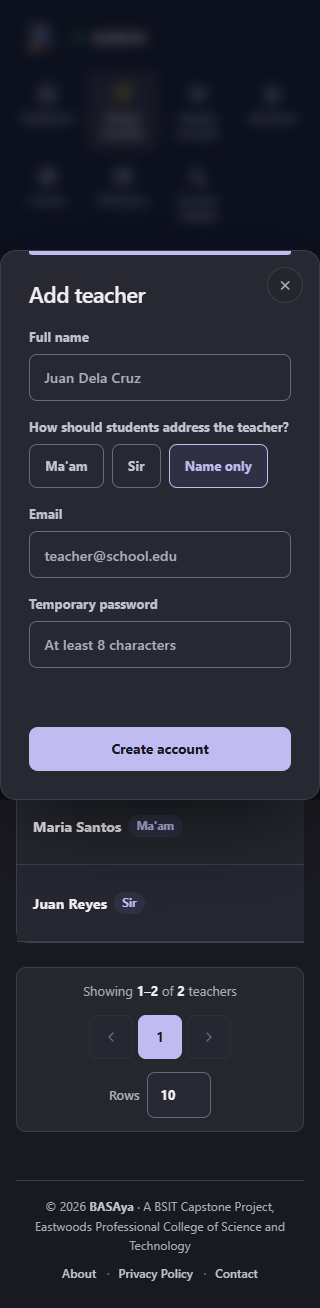 Add teacher
Full name
Juan Dela Cruz
How should students address the teacher?
Ma'am Sir Name only
Email
teacher@school.edu
Temporary password
At least 8 characters
Create account
Maria Santos Ma'am
Juan Reyes Sir
Showing 1–2 of 2 teachers
1
Rows 10
© 2026 BASAya · A BSIT Capstone Project,
Eastwoods Professional College of Science and
Technology
About · Privacy Policy · Contact